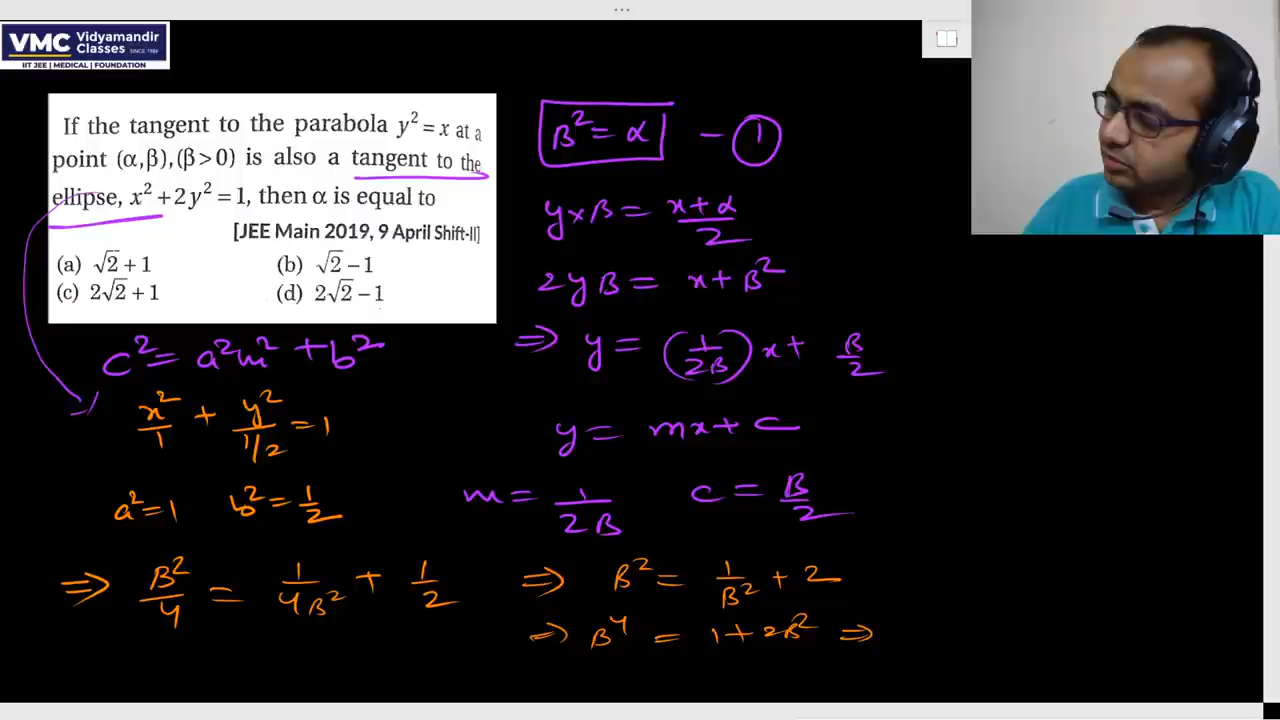 VMC Vidyamandir Classes SINCE 1986
IIT JEE | MEDICAL | FOUNDATION
If the tangent to the parabola y² = x at a
point (α, β), (β > 0) is also a tangent to the
ellipse, x² + 2y² = 1, then α is equal to
[JEE Main 2019, 9 April Shift-II]
(a) √2 + 1 (b) √2 − 1
(c) 2√2 + 1 (d) 2√2 − 1
β² = α — ①
y×β = (x+α)/2
2yβ = x + β²
⇒ y = (1/2β) x + β/2
y = mx + c
m = 1/2β c = β/2
c² = a²m² + b²
x²/1 + y²/1/2 = 1
a² = 1 b² = 1/2
⇒ β²/4 = 1/4β² + 1/2
⇒ β² = 1/β² + 2
⇒ β⁴ = 1 + 2β² ⇒